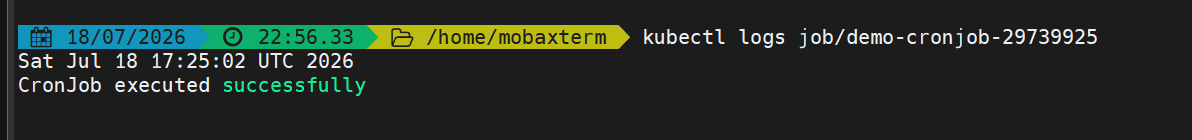 18/07/2026 22:56.33 /home/mobaxterm kubectl logs job/demo-cronjob-29739925
Sat Jul 18 17:25:02 UTC 2026
CronJob executed successfully